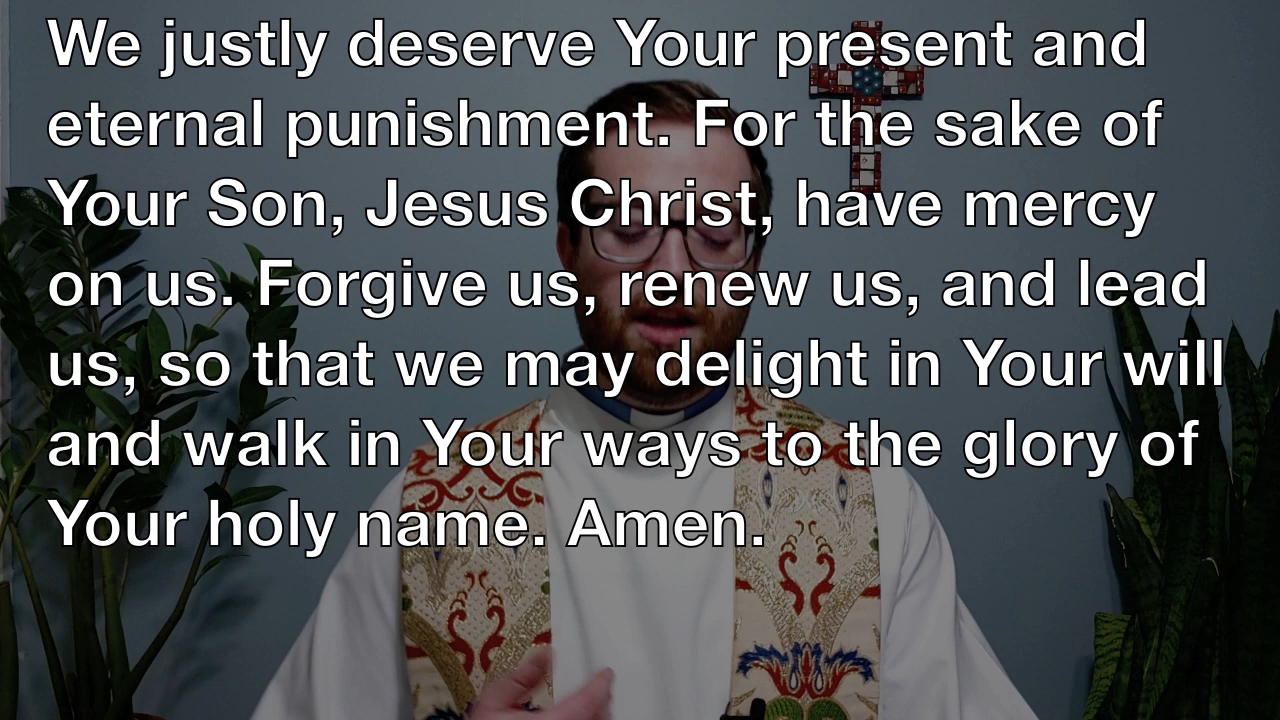 We justly deserve Your present and
eternal punishment. For the sake of
Your Son, Jesus Christ, have mercy
on us. Forgive us, renew us, and lead
us, so that we may delight in Your will
and walk in Your ways to the glory of
Your holy name. Amen.